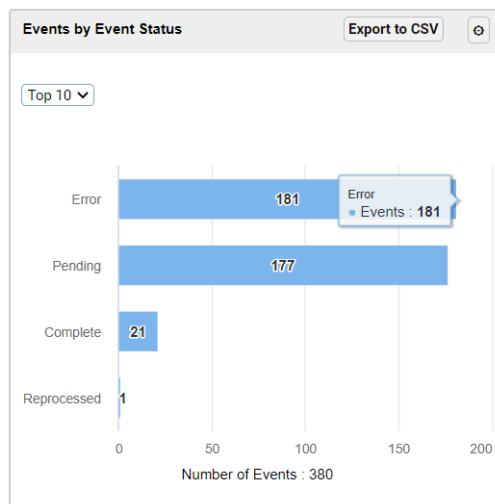 Events by Event Status
Export to CSV
Top 10
Error
181
Error
Events : 181
Pending
177
Complete
21
Reprocessed
1
0 50 100 150 200
Number of Events : 380